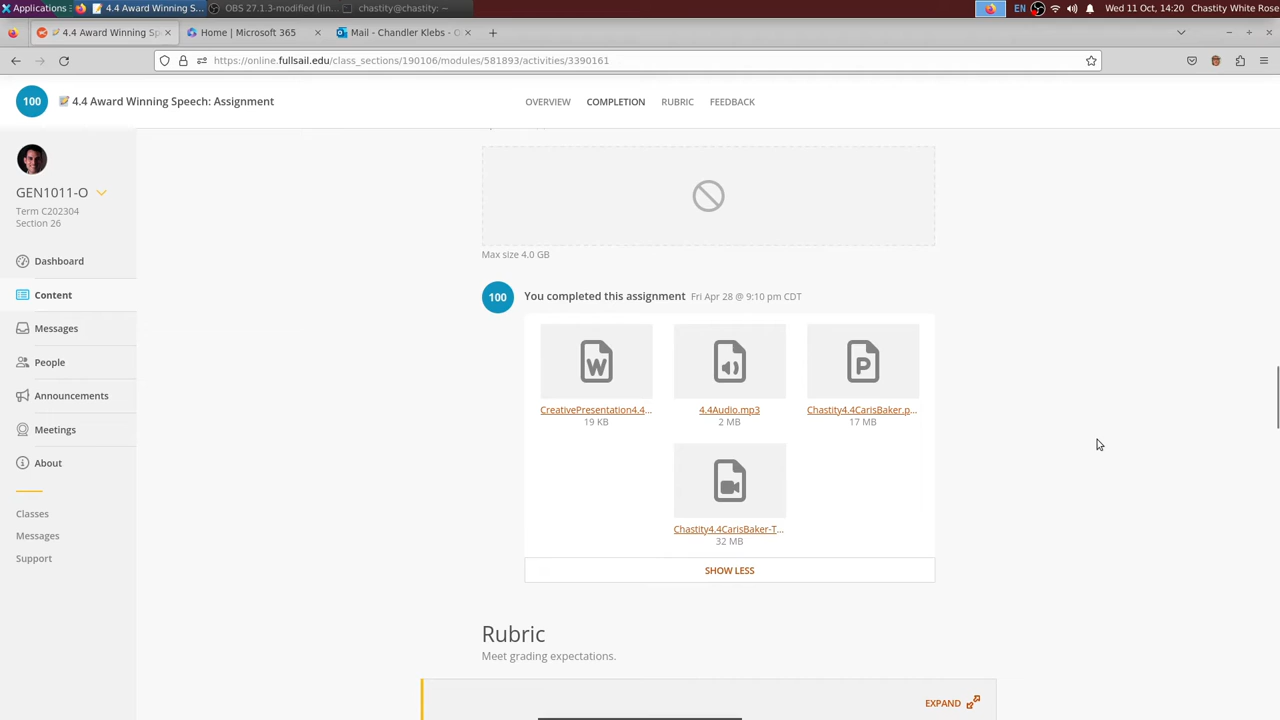 Applications
4.4 Award Winning S...
OBS 27.1.3-modified (lin...
chastity@chastity: ~
EN
Wed 11 Oct, 14:20
Chastity White Rose
4.4 Award Winning Sp
Home | Microsoft 365
Mail - Chandler Klebs - O
https://online.fullsail.edu/class_sections/190106/modules/581893/activities/3390161
100
4.4 Award Winning Speech: Assignment
OVERVIEW
COMPLETION
RUBRIC
FEEDBACK
GEN1011-O
Term C202304
Section 26
Dashboard
Content
Messages
People
Announcements
Meetings
About
Classes
Messages
Support
Max size 4.0 GB
100
You completed this assignment Fri Apr 28 @ 9:10 pm CDT
W
P
CreativePresentation4.4...
19 KB
4.4Audio.mp3
2 MB
Chastity4.4CarisBaker.p...
17 MB
Chastity4.4CarisBaker-T...
32 MB
SHOW LESS
Rubric
Meet grading expectations.
EXPAND